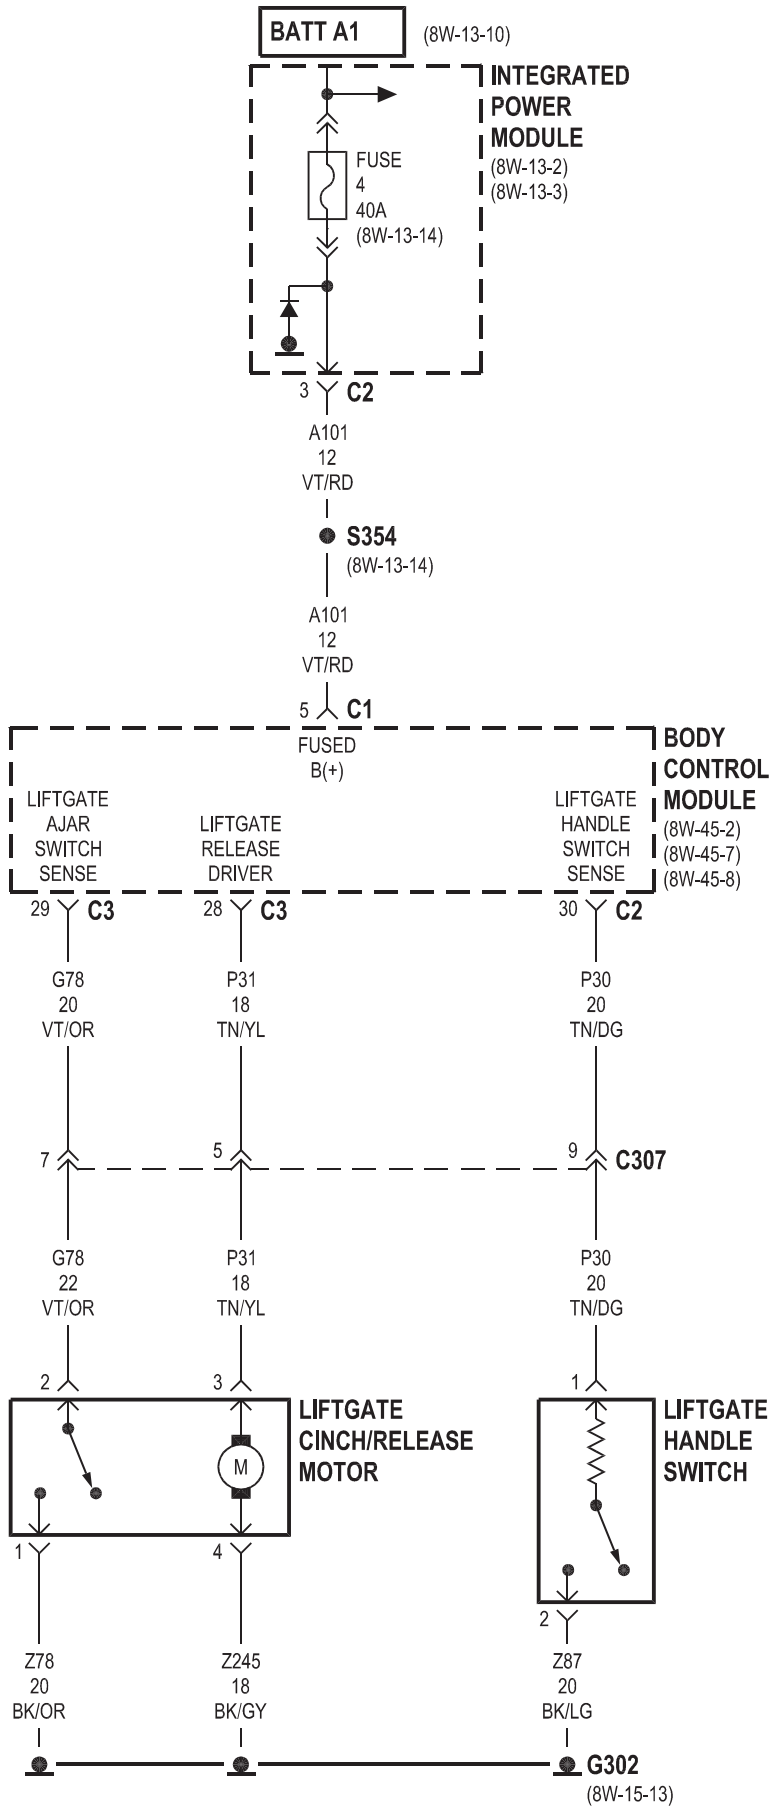 BATT A1
(8W-13-10)
INTEGRATED
POWER
MODULE
(8W-13-2)
(8W-13-3)
FUSE
4
40A
(8W-13-14)
3
C2
A101
12
VT/RD
S354
(8W-13-14)
A101
12
VT/RD
5
C1
FUSED
B(+)
BODY
CONTROL
MODULE
(8W-45-2)
(8W-45-7)
(8W-45-8)
LIFTGATE
AJAR
SWITCH
SENSE
LIFTGATE
RELEASE
DRIVER
LIFTGATE
HANDLE
SWITCH
SENSE
29
C3
28
C3
30
C2
G78
20
VT/OR
P31
18
TN/YL
P30
20
TN/DG
7
5
9
C307
G78
22
VT/OR
P31
18
TN/YL
P30
20
TN/DG
2
3
1
LIFTGATE
CINCH/RELEASE
MOTOR
M
LIFTGATE
HANDLE
SWITCH
1
4
2
Z78
20
BK/OR
Z245
18
BK/GY
Z87
20
BK/LG
G302
(8W-15-13)